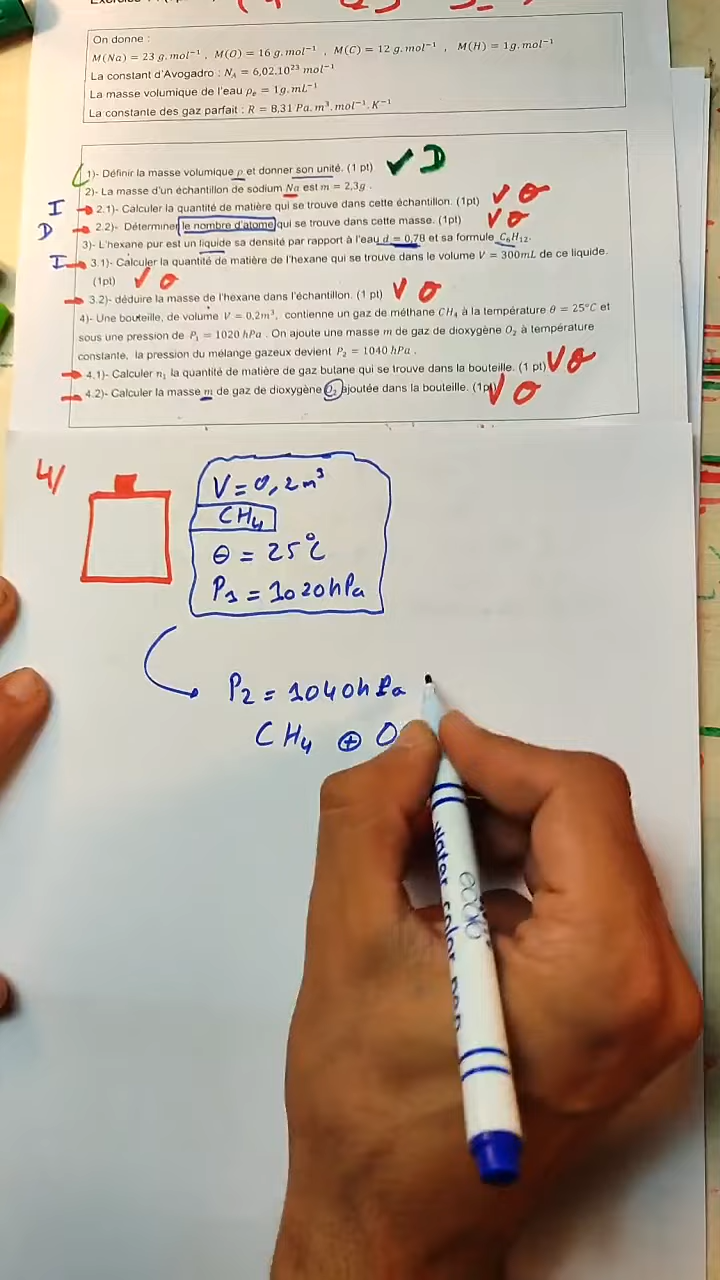 On donne :
M(Na) = 23 g.mol⁻¹ , M(O) = 16 g.mol⁻¹ , M(C) = 12 g.mol⁻¹ , M(H) = 1g.mol⁻¹
La constant d'Avogadro : Nₐ = 6,02.10²³ mol⁻¹
La masse volumique de l'eau ρₑ = 1g.mL⁻¹
La constante des gaz parfait : R = 8,31 Pa.m³.mol⁻¹.K⁻¹
1)- Définir la masse volumique ρ et donner son unité. (1 pt) D
2)- La masse d'un échantillon de sodium Na est m = 2,3g .
I 2.1)- Calculer la quantité de matière qui se trouve dans cette échantillon. (1pt)
D 2.2)- Déterminer le nombre d'atome qui se trouve dans cette masse. (1pt)
3)- L'hexane pur est un liquide sa densité par rapport à l'eau d = 0,78 et sa formule C₆H₁₂.
I 3.1)- Calculer la quantité de matière de l'hexane qui se trouve dans le volume V = 300mL de ce liquide.
(1pt)
3.2)- déduire la masse de l'hexane dans l'échantillon. (1 pt)
4)- Une bouteille, de volume V = 0,2m³, contienne un gaz de méthane CH₄ à la température θ = 25°C et
sous une pression de P₁ = 1020 hPa . On ajoute une masse m de gaz de dioxygène O₂ à température
constante, la pression du mélange gazeux devient P₂ = 1040 hPa .
4.1)- Calculer n₁ la quantité de matière de gaz butane qui se trouve dans la bouteille. (1 pt)
4.2)- Calculer la masse m de gaz de dioxygène O₂ ajoutée dans la bouteille. (1pt)
4/
V = 0,2m³
CH₄
θ = 25°C
P₁ = 1020hPa
P₂ = 1040hPa
CH₄ ⊕ O
water color pen